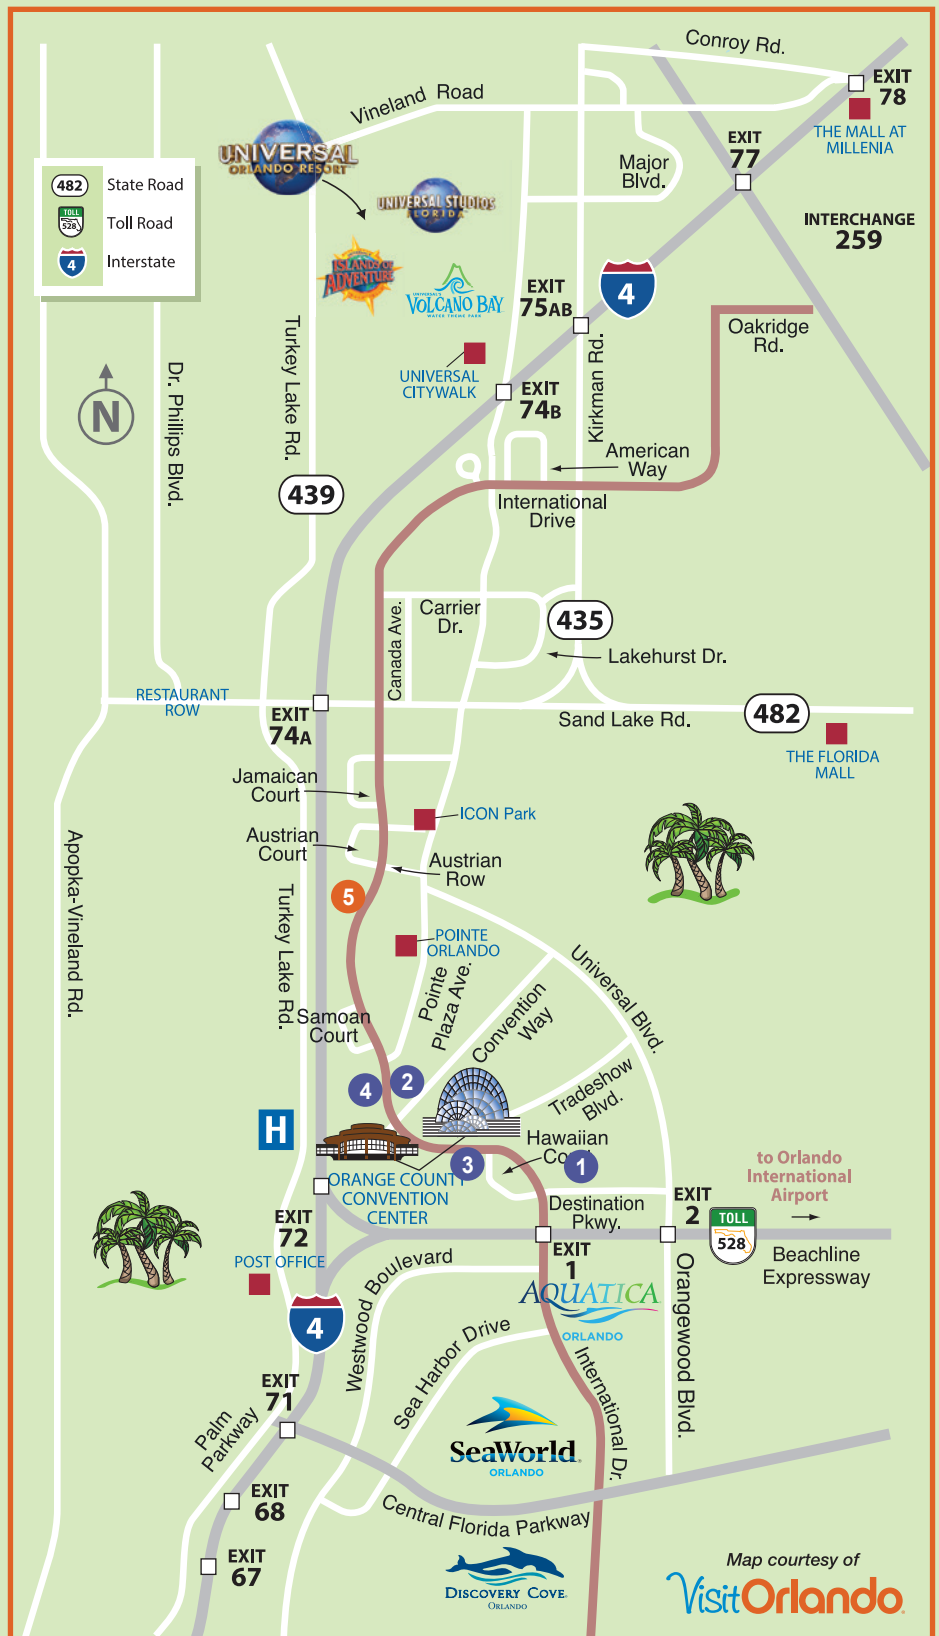 Conroy Rd.
EXIT
78
THE MALL AT
MILLENIA
Vineland Road
EXIT
77
Major
Blvd.
INTERCHANGE
259
UNIVERSAL
ORLANDO RESORT
UNIVERSAL STUDIOS
FLORIDA
ISLANDS OF
ADVENTURE
UNIVERSAL'S
VOLCANO BAY
WATER THEME PARK
482 State Road
TOLL
528 Toll Road
4 Interstate
N
Dr. Phillips Blvd.
Turkey Lake Rd.
EXIT
75AB
4
Oakridge
Rd.
UNIVERSAL
CITYWALK
EXIT
74B
Kirkman Rd.
American
Way
439
International
Drive
Canada Ave.
Carrier
Dr.
435
Lakehurst Dr.
RESTAURANT
ROW
EXIT
74A
Sand Lake Rd.
482
THE FLORIDA
MALL
Jamaican
Court
ICON Park
Austrian
Court
Austrian
Row
Apopka-Vineland Rd.
Turkey Lake Rd.
5
POINTE
ORLANDO
Pointe
Plaza Ave.
Universal Blvd.
Convention
Way
Samoan
Court
Tradeshow
Blvd.
4
2
H
Hawaiian
3
1
ORANGE COUNTY
CONVENTION
CENTER
to Orlando
International
Airport
Destination
Pkwy.
EXIT
2
TOLL
528
EXIT
72
EXIT
1
Beachline
Expressway
POST OFFICE
AQUATICA
ORLANDO
4
Westwood Boulevard
Sea Harbor Drive
International Dr.
Orangewood Blvd.
EXIT
71
Palm
Parkway
SeaWorld
ORLANDO
EXIT
68
Central Florida Parkway
EXIT
67
DISCOVERY COVE
ORLANDO
Map courtesy of
VisitOrlando